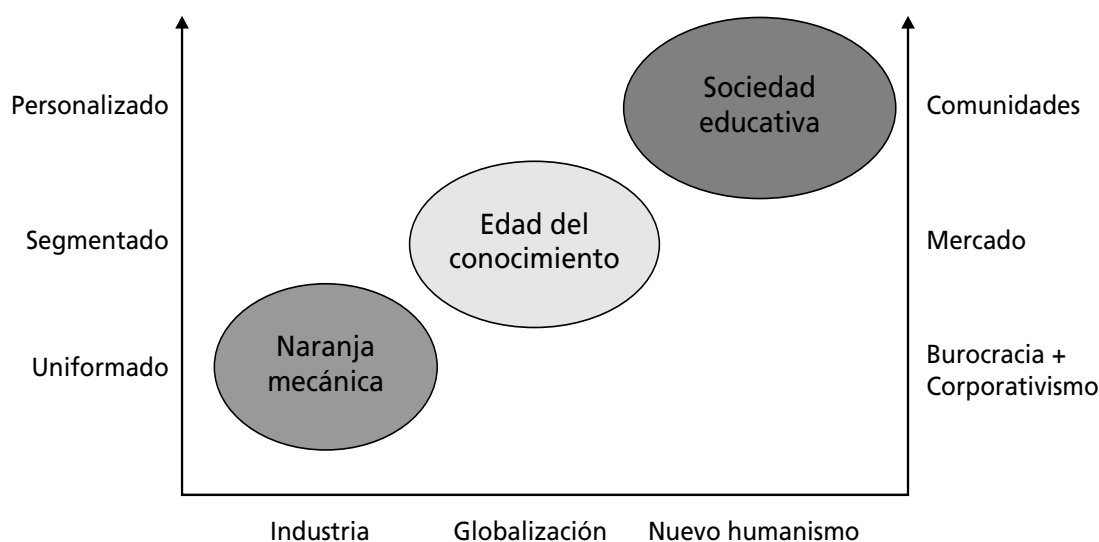 Personalizado
Segmentado
Uniformado
Sociedad
educativa
Edad del
conocimiento
Naranja
mecánica
Comunidades
Mercado
Burocracia +
Corporativismo
Industria
Globalización
Nuevo humanismo